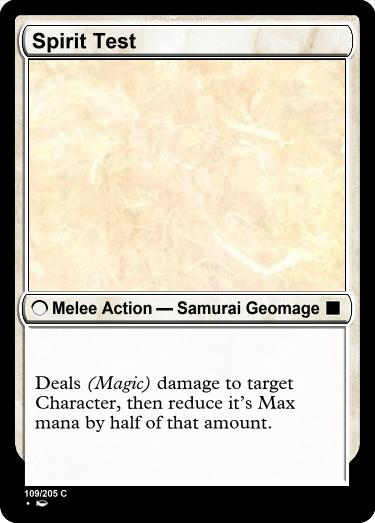 Spirit Test
Melee Action — Samurai Geomage
Deals (Magic) damage to target
Character, then reduce it's Max
mana by half of that amount.
109/205 C